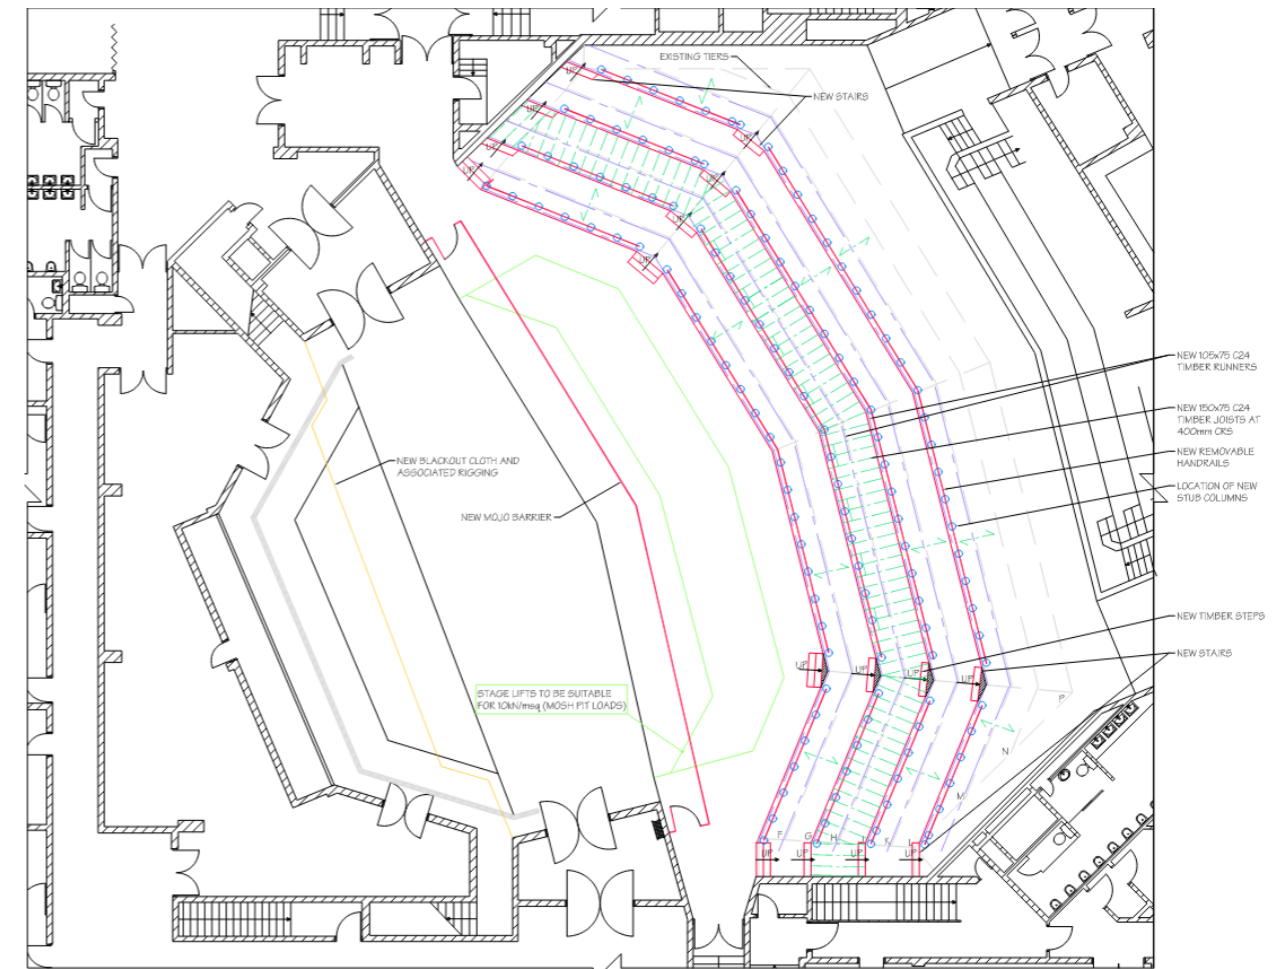 EXISTING TIERS
NEW STAIRS
UP
UP
UP
UP
UP
UP
UP
UP
NEW 105x75 C24
TIMBER RUNNERS
NEW 150x75 C24
TIMBER JOISTS AT
400mm CRS
NEW REMOVABLE
HANDRAILS
LOCATION OF NEW
STUB COLUMNS
NEW BLACKOUT CLOTH AND
ASSOCIATED RIGGING
NEW MOJO BARRIER
NEW TIMBER STEPS
NEW STAIRS
STAGE LIFTS TO BE SUITABLE
FOR 10kN/msq (MOSH PIT LOADS)
UP
UP
UP
UP
P
N
M
F
G
H
K
L
UP
UP
UP
UP